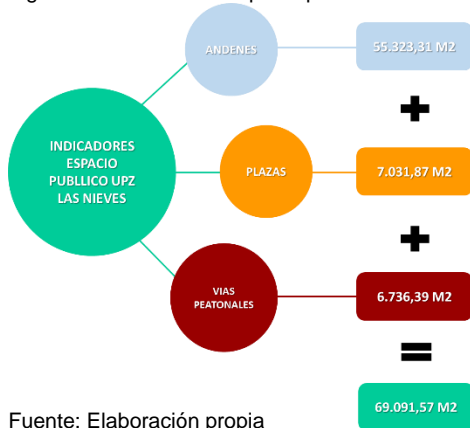 ANDENES
55.323,31 M2
+
INDICADORES
ESPACIO
PUBLLICO UPZ
LAS NIEVES
PLAZAS
7.031,87 M2
+
VIAS
PEATONALES
6.736,39 M2
=
69.091,57 M2
Fuente: Elaboración propia